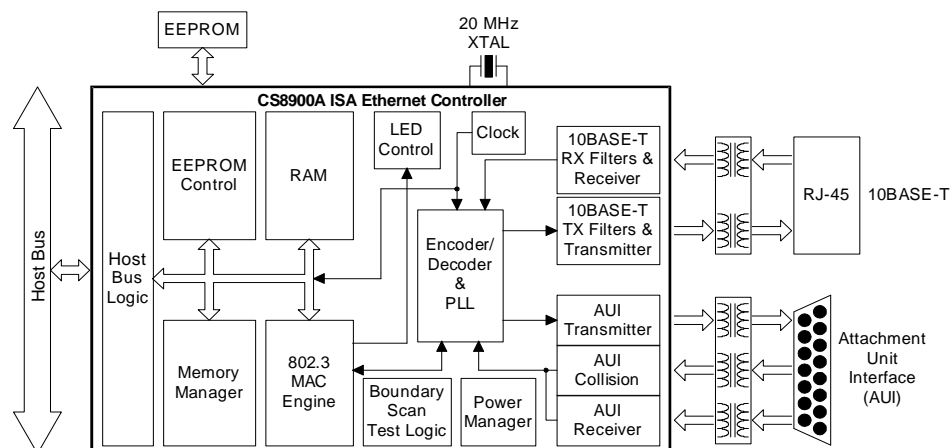 EEPROM
20 MHz
XTAL
CS8900A ISA Ethernet Controller
Host Bus
Host
Bus
Logic
EEPROM
Control
RAM
LED
Control
Clock
10BASE-T
RX Filters &
Receiver
10BASE-T
TX Filters &
Transmitter
Encoder/
Decoder
&
PLL
Memory
Manager
802.3
MAC
Engine
Boundary
Scan
Test Logic
Power
Manager
AUI
Transmitter
AUI
Collision
AUI
Receiver
RJ-45
10BASE-T
Attachment
Unit
Interface
(AUI)